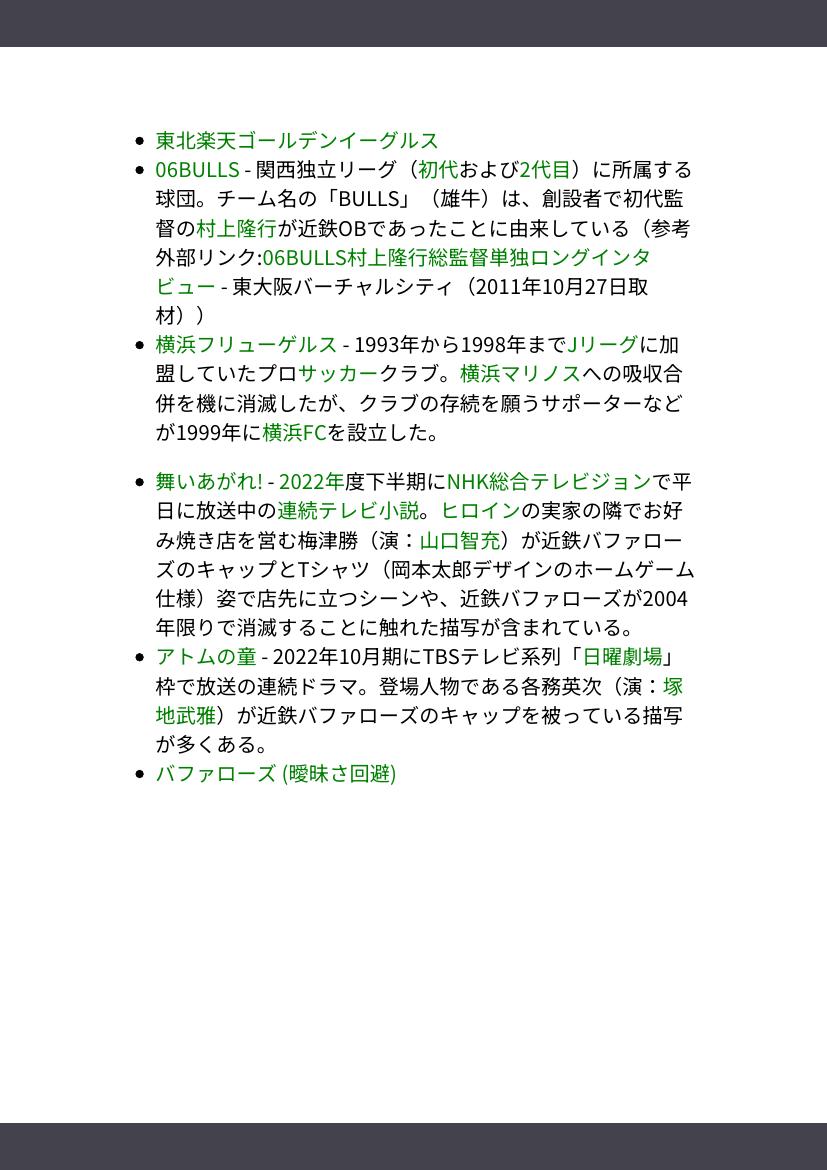 東北楽天ゴールデンイーグルス
06BULLS - 関西独立リーグ（初代および2代目）に所属する
球団。チーム名の「BULLS」（雄牛）は、創設者で初代監
督の村上隆行が近鉄OBであったことに由来している（参考
外部リンク:06BULLS村上隆行総監督単独ロングインタ
ビュー - 東大阪バーチャルシティ（2011年10月27日取
材））
横浜フリューゲルス - 1993年から1998年までJリーグに加
盟していたプロサッカークラブ。横浜マリノスへの吸収合
併を機に消滅したが、クラブの存続を願うサポーターなど
が1999年に横浜FCを設立した。
舞いあがれ! - 2022年度下半期にNHK総合テレビジョンで平
日に放送中の連続テレビ小説。ヒロインの実家の隣でお好
み焼き店を営む梅津勝（演：山口智充）が近鉄バファロー
ズのキャップとTシャツ（岡本太郎デザインのホームゲーム
仕様）姿で店先に立つシーンや、近鉄バファローズが2004
年限りで消滅することに触れた描写が含まれている。
アトムの童 - 2022年10月期にTBSテレビ系列「日曜劇場」
枠で放送の連続ドラマ。登場人物である各務英次（演：塚
地武雅）が近鉄バファローズのキャップを被っている描写
が多くある。
バファローズ (曖昧さ回避)